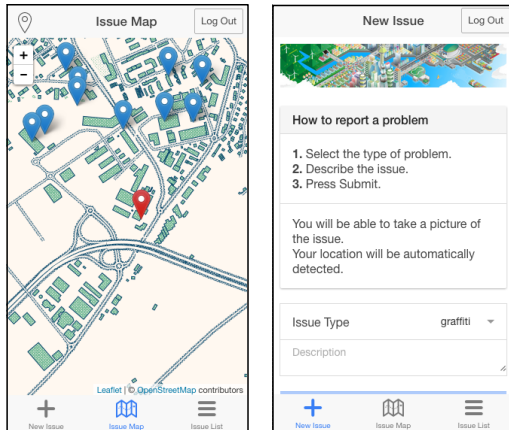 Issue Map
Log Out
+
-
Leaflet | © OpenStreetMap contributors
New Issue
Issue Map
Issue List
New Issue
Log Out
How to report a problem
1. Select the type of problem.
2. Describe the issue.
3. Press Submit.
You will be able to take a picture of
the issue.
Your location will be automatically
detected.
Issue Type
graffiti
Description
New Issue
Issue Map
Issue List